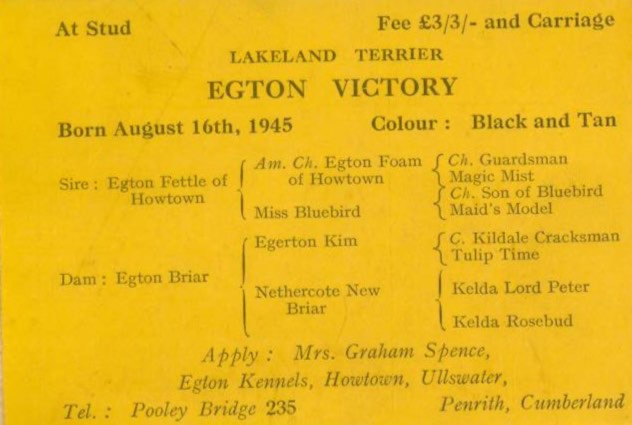 At Stud Fee £3/3/- and Carriage
LAKELAND TERRIER
EGTON VICTORY
Born August 16th, 1945 Colour : Black and Tan
Sire : Egton Fettle of Howtown
Am. Ch. Egton Foam of Howtown
Ch. Guardsman
Magic Mist
Miss Bluebird
Ch. Son of Bluebird
Maid's Model
Dam : Egton Briar
Egerton Kim
C. Kildale Cracksman
Tulip Time
Nethercote New Briar
Kelda Lord Peter
Kelda Rosebud
Apply : Mrs. Graham Spence,
Egton Kennels, Howtown, Ullswater,
Tel. : Pooley Bridge 235 Penrith, Cumberland